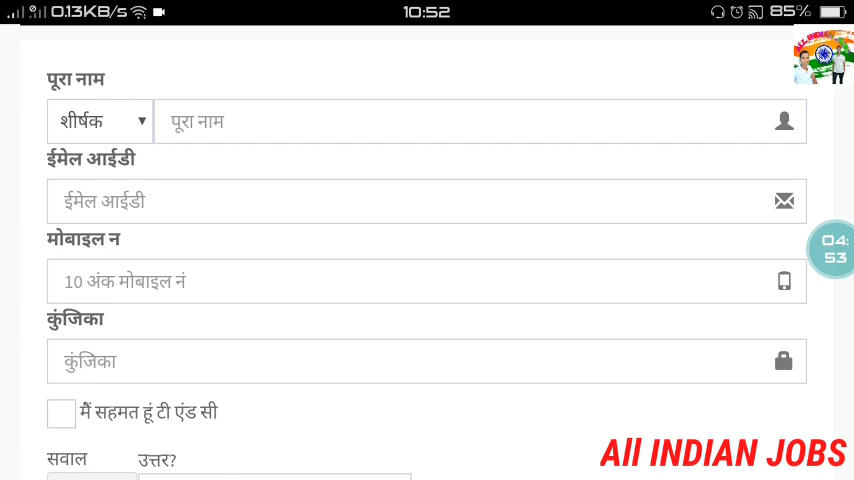 0.13KB/s 10:52 85%
पूरा नाम
शीर्षक पूरा नाम
ईमेल आईडी
ईमेल आईडी
मोबाइल न
04:
53
10 अंक मोबाइल नं
कुंजिका
कुंजिका
मैं सहमत हूं टी एंड सी
सवाल उत्तर?
All INDIAN JOBS